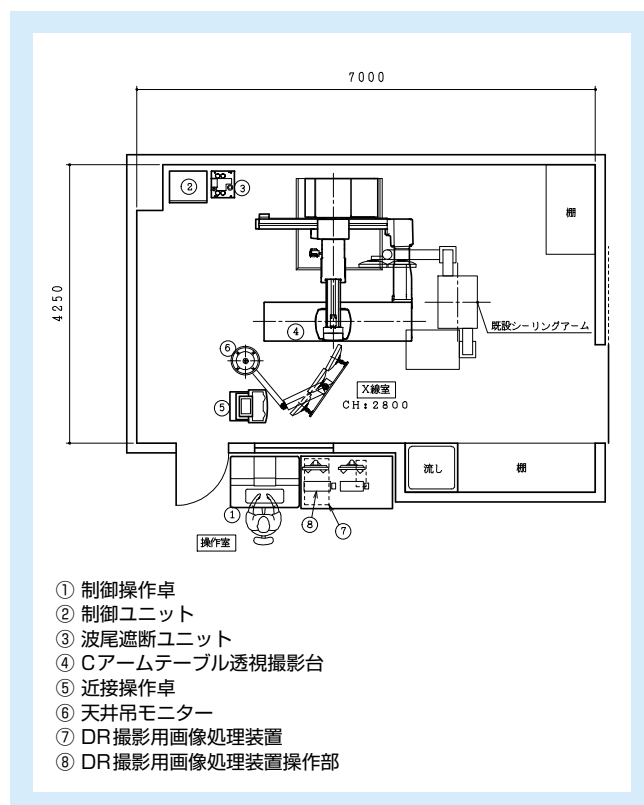 7000
② ③
棚
4250
④
既設シーリングアーム
⑥
X線室
CH:2800
⑤
流し
棚
①
⑧ ⑦
操作室
① 制御操作卓
② 制御ユニット
③ 波尾遮断ユニット
④ Cアームテーブル透視撮影台
⑤ 近接操作卓
⑥ 天井吊モニター
⑦ DR撮影用画像処理装置
⑧ DR撮影用画像処理装置操作部